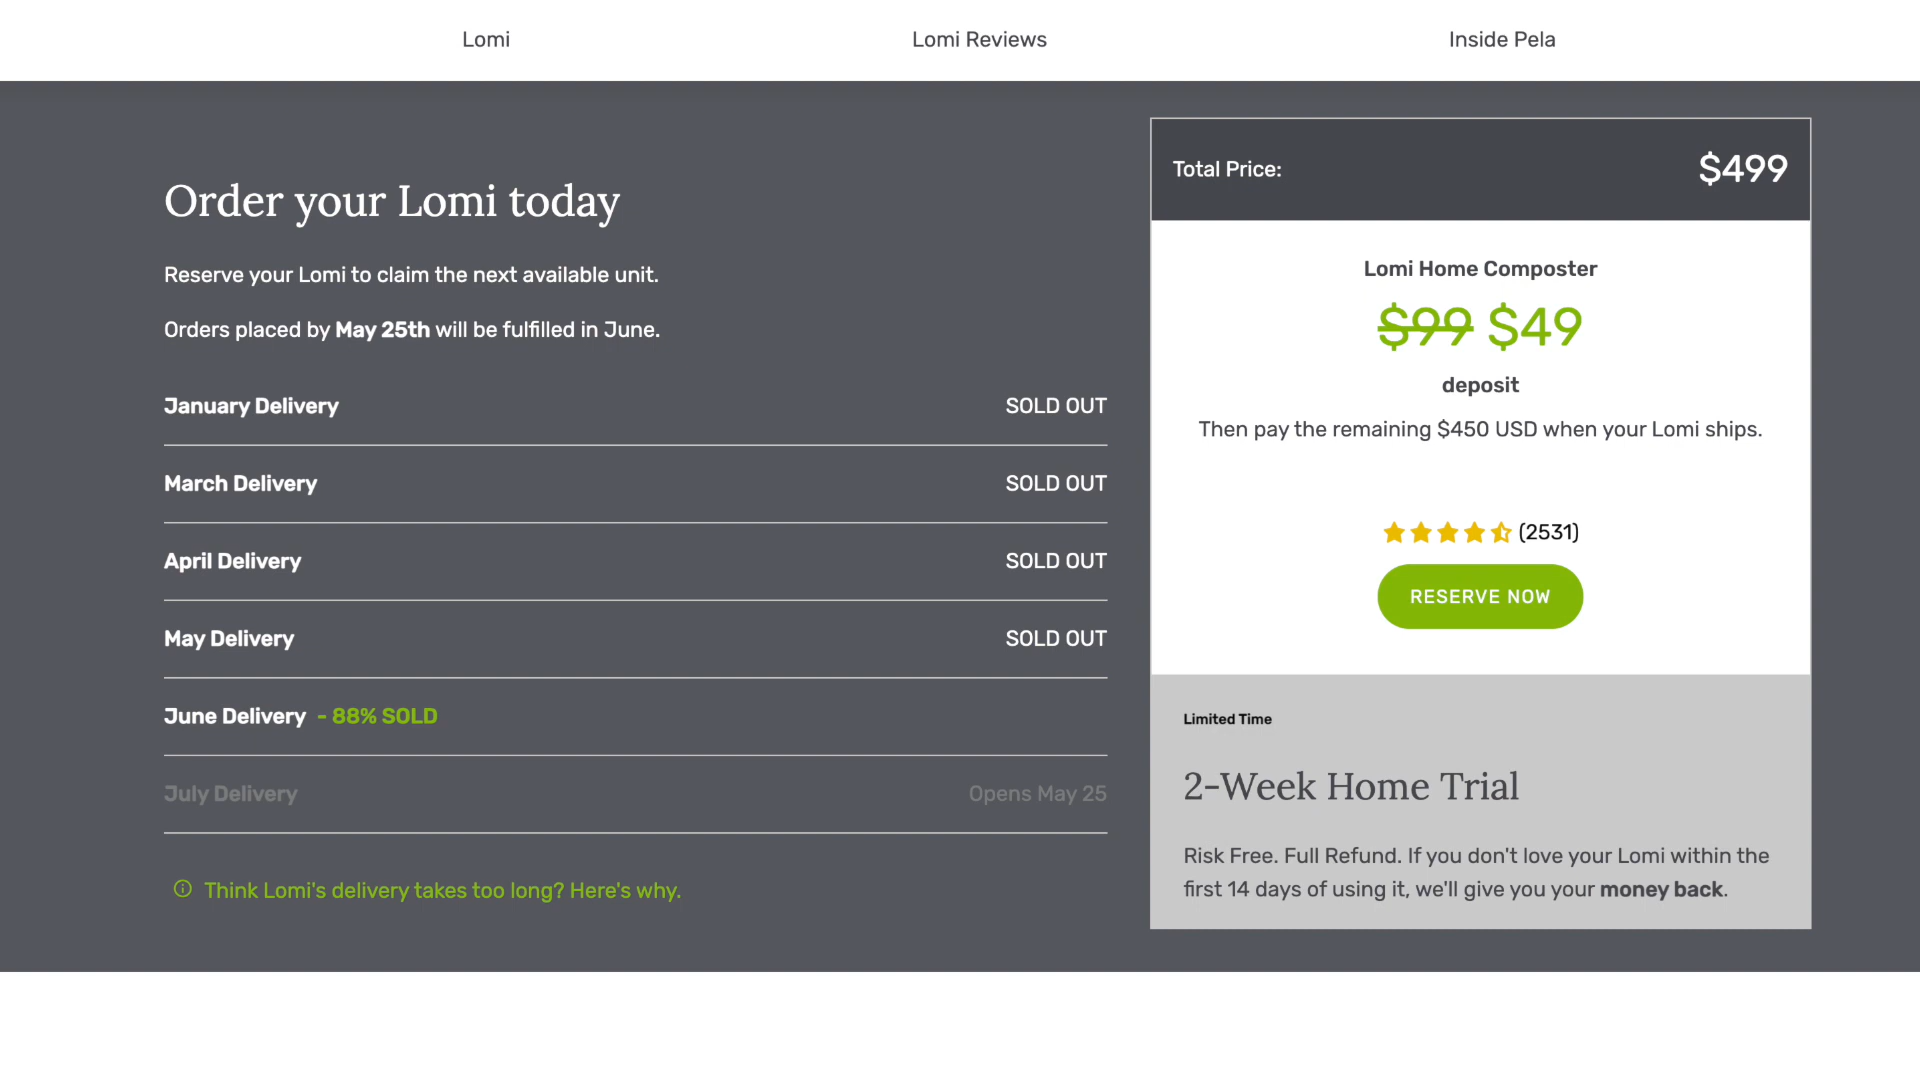 Lomi
Lomi Reviews
Inside Pela
Order your Lomi today
Reserve your Lomi to claim the next available unit.
Orders placed by May 25th will be fulfilled in June.
January Delivery SOLD OUT
March Delivery SOLD OUT
April Delivery SOLD OUT
May Delivery SOLD OUT
June Delivery - 88% SOLD
July Delivery Opens May 25
Think Lomi's delivery takes too long? Here's why.
Total Price: $499
Lomi Home Composter
$99 $49
deposit
Then pay the remaining $450 USD when your Lomi ships.
(2531)
RESERVE NOW
Limited Time
2-Week Home Trial
Risk Free. Full Refund. If you don't love your Lomi within the
first 14 days of using it, we'll give you your money back.